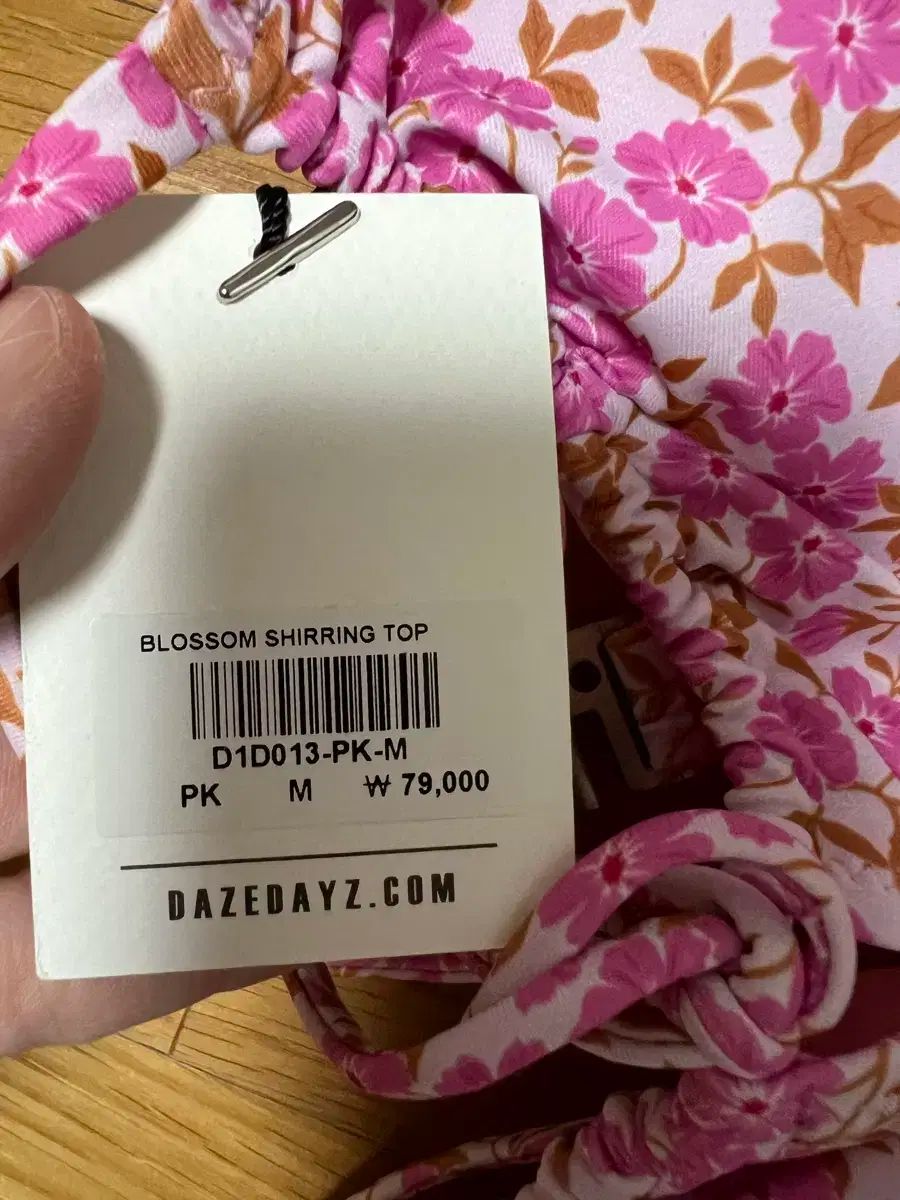 BLOSSOM SHIRRING TOP
D1D013-PK-M
PK M ₩ 79,000
DAZEDAYZ.COM